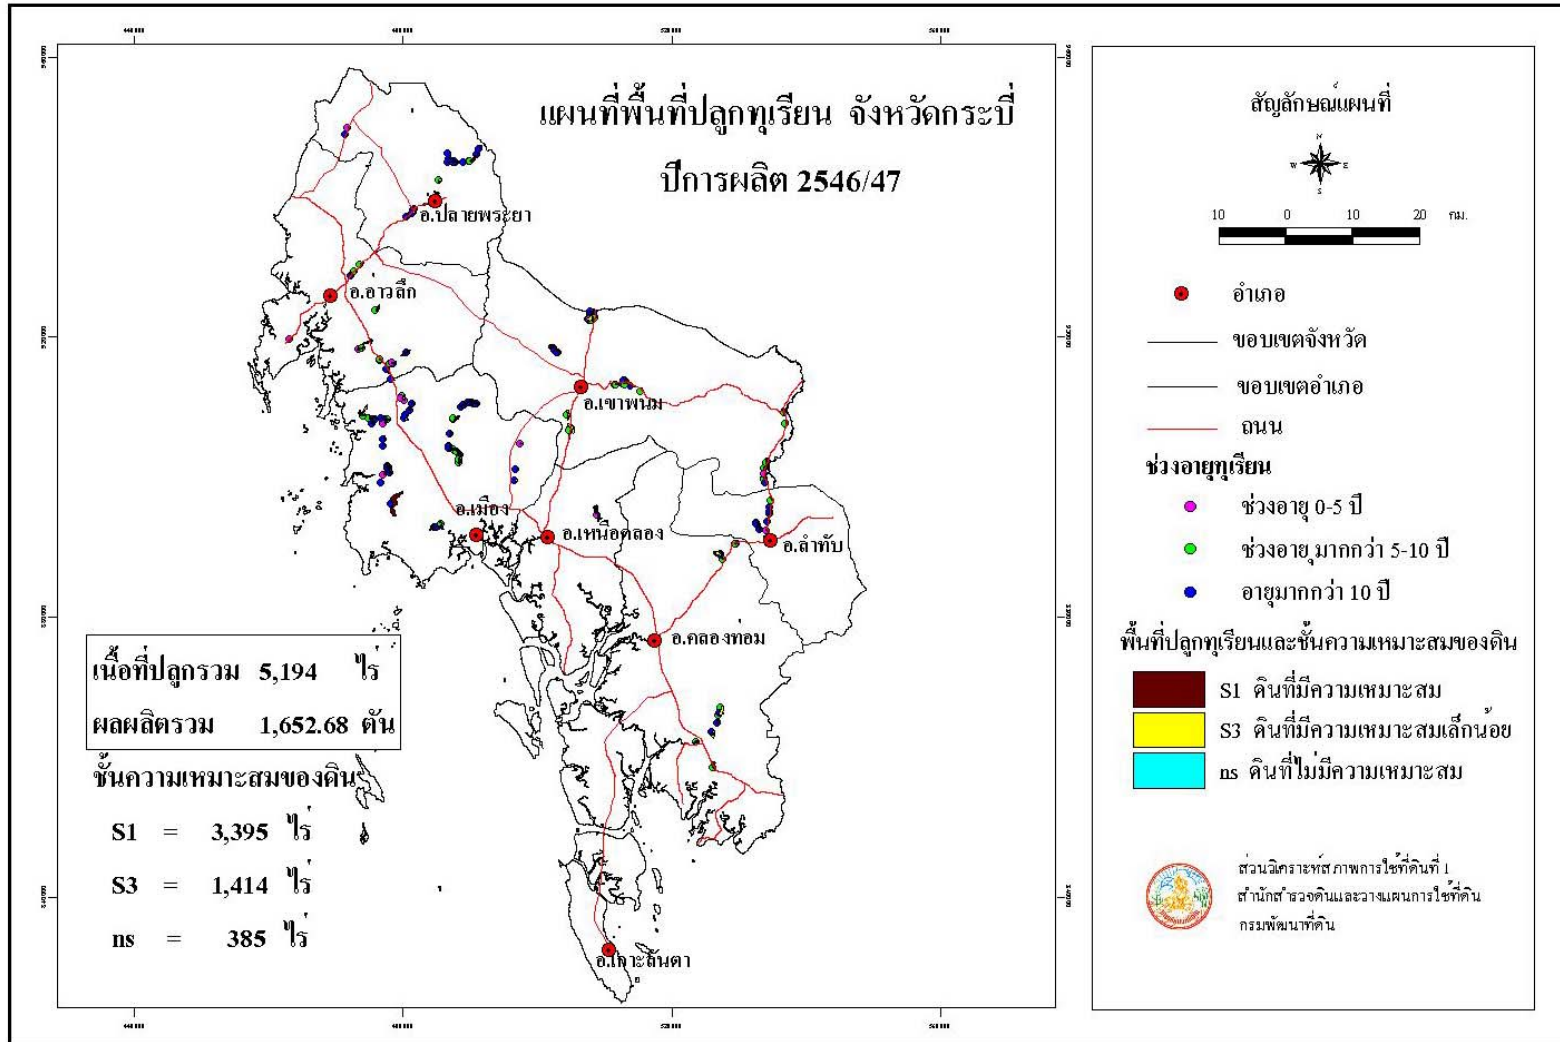 แผนที่พื้นที่ปลูกทุเรียน จังหวัดกระบี่
ปีการผลิต 2546/47
อ.ปลายพระยา
อ.อ่าวลึก
อ.เขาพนม
อ.เมือง
อ.เหนือคลอง
อ.ลำทับ
อ.คลองท่อม
อ.เกาะลันตา
เนื้อที่ปลูกรวม 5,194 ไร่
ผลผลิตรวม 1,652.68 ตัน
ชั้นความเหมาะสมของดิน
S1 = 3,395 ไร่
S3 = 1,414 ไร่
ns = 385 ไร่
สัญลักษณ์แผนที่
N
W E
S
10 0 10 20 กม.
อำเภอ
ขอบเขตจังหวัด
ขอบเขตอำเภอ
ถนน
ช่วงอายุทุเรียน
ช่วงอายุ 0-5 ปี
ช่วงอายุ มากกว่า 5-10 ปี
อายุมากกว่า 10 ปี
พื้นที่ปลูกทุเรียนและชั้นความเหมาะสมของดิน
S1 ดินที่มีความเหมาะสม
S3 ดินที่มีความเหมาะสมเล็กน้อย
ns ดินที่ไม่มีความเหมาะสม
ส่วนวิเคราะห์สภาพการใช้ที่ดินที่ 1
สำนักสำรวจดินและวางแผนการใช้ที่ดิน
กรมพัฒนาที่ดิน